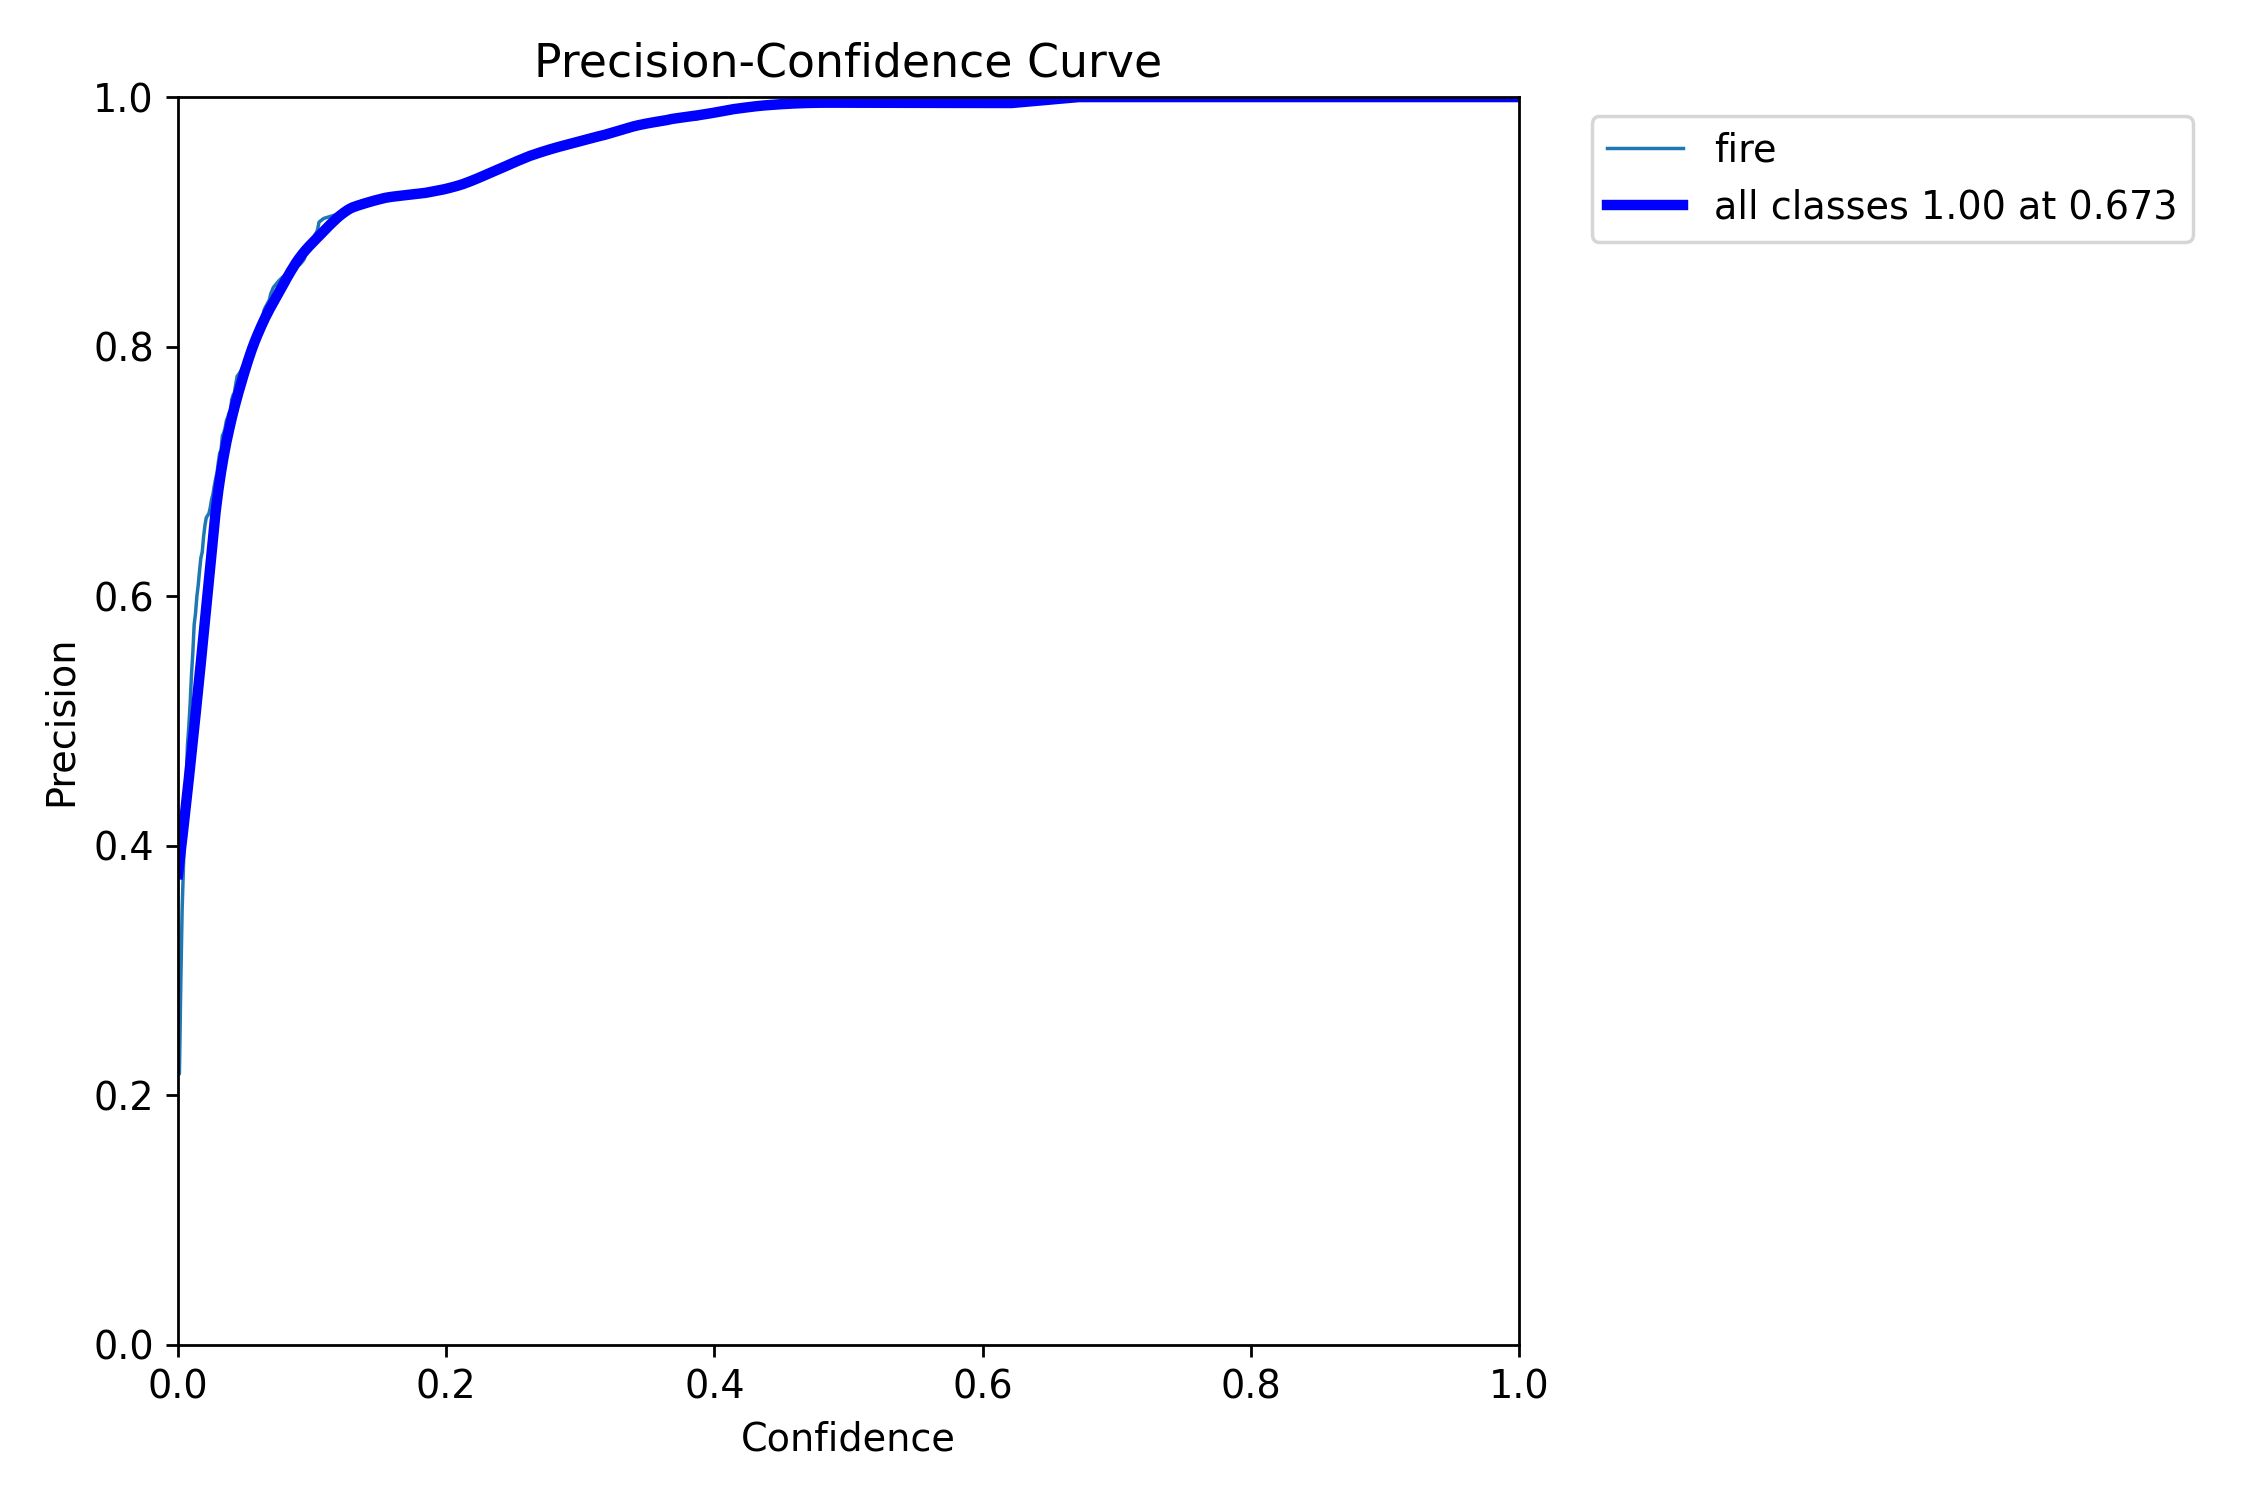 Precision-Confidence Curve
fire
all classes 1.00 at 0.673
Precision
1.0
0.8
0.6
0.4
0.2
0.0
0.0 0.2 0.4 0.6 0.8 1.0
Confidence